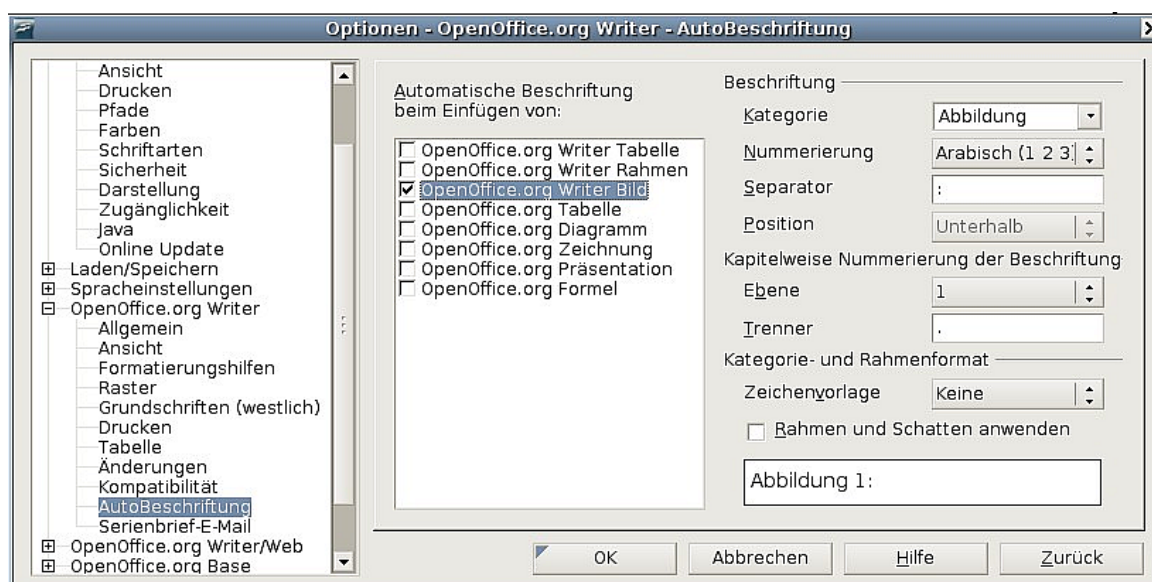 Optionen - OpenOffice.org Writer - AutoBeschriftung
Ansicht
Drucken
Pfade
Farben
Schriftarten
Sicherheit
Darstellung
Zugänglichkeit
Java
Online Update
Laden/Speichern
Spracheinstellungen
OpenOffice.org Writer
Allgemein
Ansicht
Formatierungshilfen
Raster
Grundschriften (westlich)
Drucken
Tabelle
Änderungen
Kompatibilität
AutoBeschriftung
Serienbrief-E-Mail
OpenOffice.org Writer/Web
OpenOffice.org Base
Automatische Beschriftung
beim Einfügen von:
OpenOffice.org Writer Tabelle
OpenOffice.org Writer Rahmen
OpenOffice.org Writer Bild
OpenOffice.org Tabelle
OpenOffice.org Diagramm
OpenOffice.org Zeichnung
OpenOffice.org Präsentation
OpenOffice.org Formel
Beschriftung
Kategorie Abbildung
Nummerierung Arabisch (1 2 3)
Separator :
Position Unterhalb
Kapitelweise Nummerierung der Beschriftung
Ebene 1
Trenner .
Kategorie- und Rahmenformat
Zeichenvorlage Keine
Rahmen und Schatten anwenden
Abbildung 1:
OK Abbrechen Hilfe Zurück